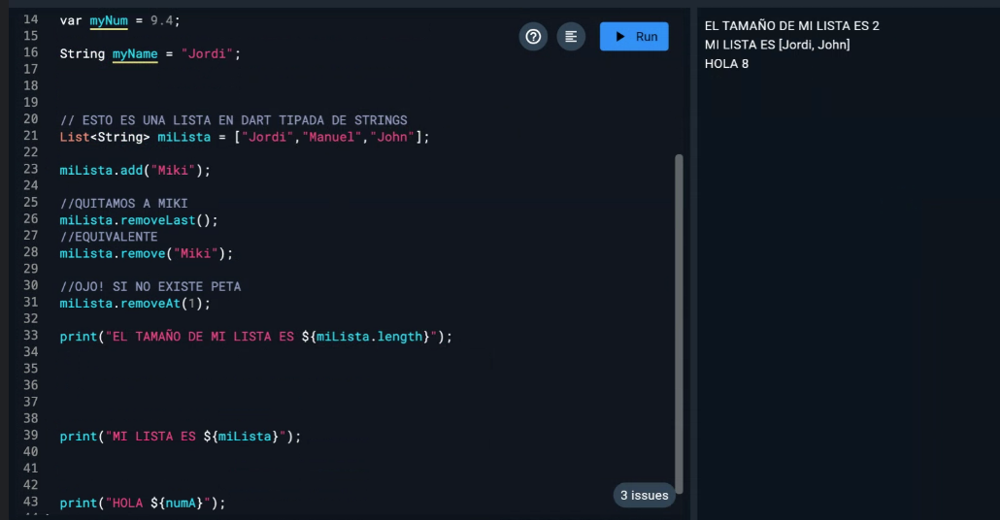 14 var myNum = 9.4;
15
16 String myName = "Jordi";
17
18
19
20 // ESTO ES UNA LISTA EN DART TIPADA DE STRINGS
21 List<String> miLista = ["Jordi","Manuel","John"];
22
23 miLista.add("Miki");
24
25 //QUITAMOS A MIKI
26 miLista.removeLast();
27 //EQUIVALENTE
28 miLista.remove("Miki");
29
30 //OJO! SI NO EXISTE PETA
31 miLista.removeAt(1);
32
33 print("EL TAMAÑO DE MI LISTA ES ${miLista.length}");
34
35
36
37
38
39 print("MI LISTA ES ${miLista}");
40
41
42
43 print("HOLA ${numA}");
Run
3 issues
EL TAMAÑO DE MI LISTA ES 2
MI LISTA ES [Jordi, John]
HOLA 8